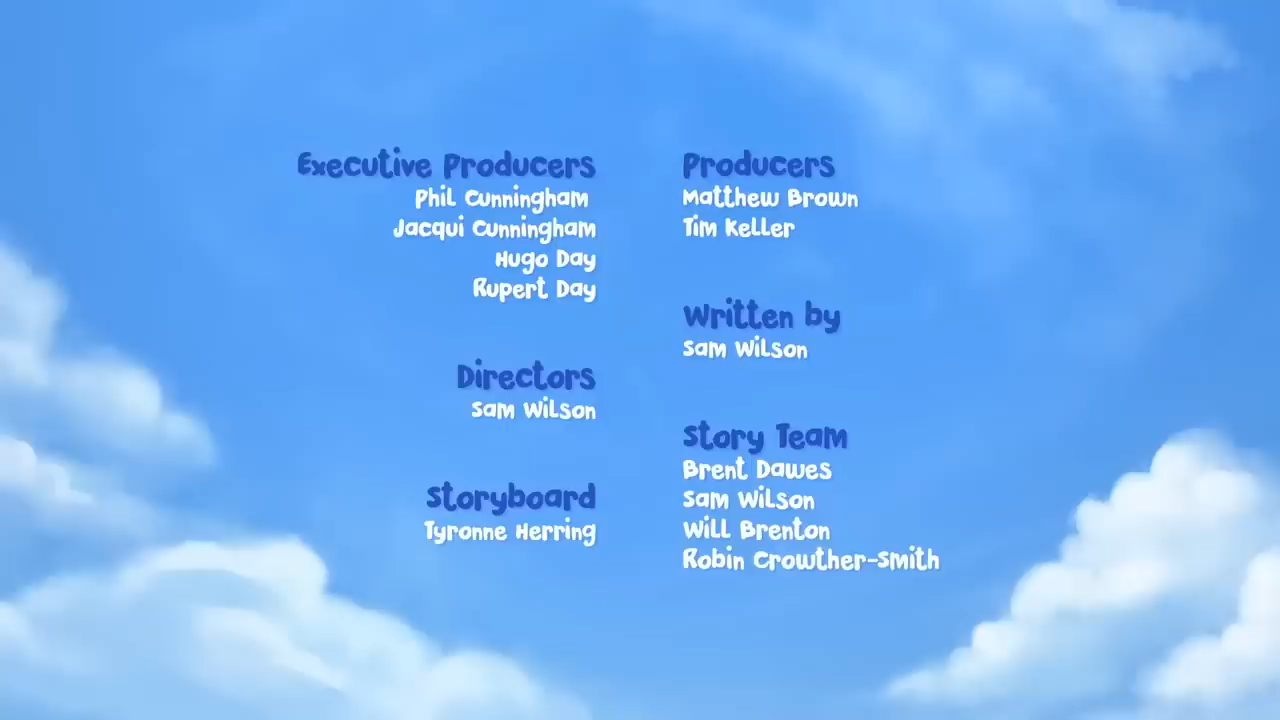 Executive Producers
Phil Cunningham
Jacqui Cunningham
Hugo Day
Rupert Day
Directors
Sam Wilson
Storyboard
Tyronne Herring
Producers
Matthew Brown
Tim Keller
Written by
Sam Wilson
Story Team
Brent Dawes
Sam Wilson
Will Brenton
Robin Crowther-Smith